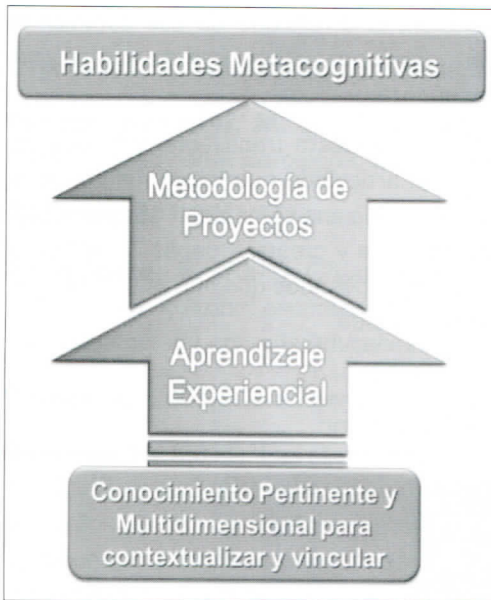 Habilidades Metacognitivas
Metodología de
Proyectos
Aprendizaje
Experiencial
Conocimiento Pertinente y
Multidimensional para
contextualizar y vincular